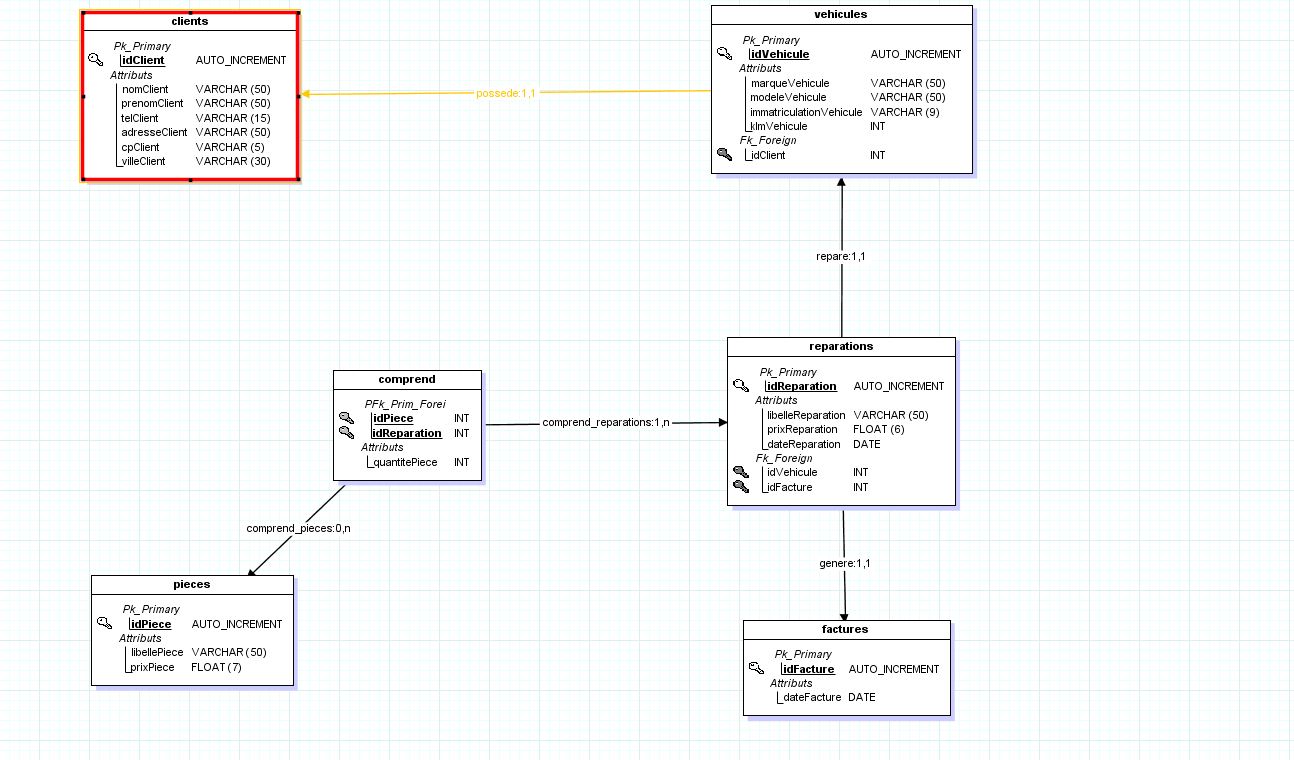 clients
Pk_Primary
idClient AUTO_INCREMENT
Attributs
nomClient VARCHAR (50)
prenomClient VARCHAR (50)
telClient VARCHAR (15)
adresseClient VARCHAR (50)
cpClient VARCHAR (5)
villeClient VARCHAR (30)
possede:1,1
vehicules
Pk_Primary
idVehicule AUTO_INCREMENT
Attributs
marqueVehicule VARCHAR (50)
modeleVehicule VARCHAR (50)
immatriculationVehicule VARCHAR (9)
klmVehicule INT
Fk_Foreign
idClient INT
repare:1,1
comprend
PFk_Prim_Forei
idPiece INT
idReparation INT
Attributs
quantitePiece INT
comprend_reparations:1,n
reparations
Pk_Primary
idReparation AUTO_INCREMENT
Attributs
libelleReparation VARCHAR (50)
prixReparation FLOAT (6)
dateReparation DATE
Fk_Foreign
idVehicule INT
idFacture INT
comprend_pieces:0,n
genere:1,1
pieces
Pk_Primary
idPiece AUTO_INCREMENT
Attributs
libellePiece VARCHAR (50)
prixPiece FLOAT (7)
factures
Pk_Primary
idFacture AUTO_INCREMENT
Attributs
dateFacture DATE